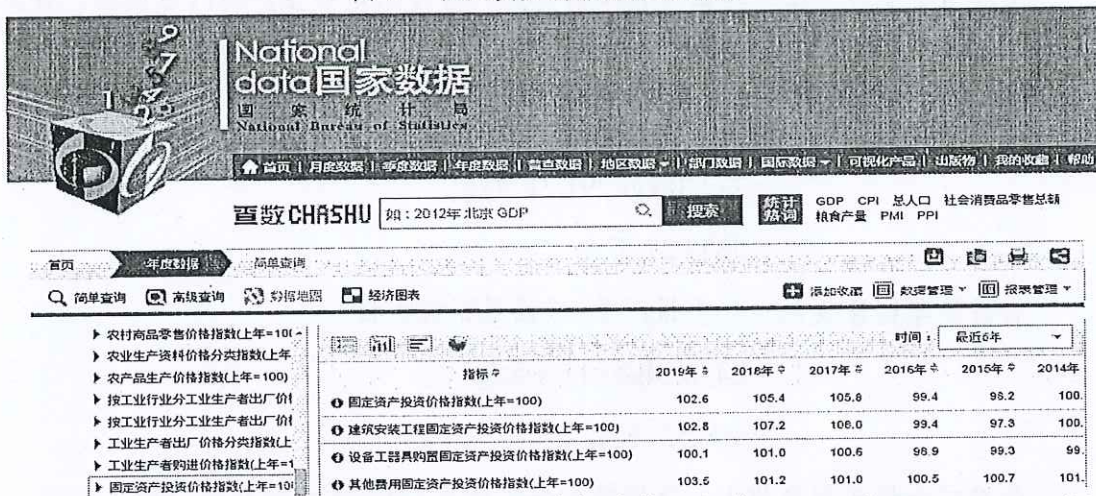 National
data国家数据
国 家 统 计 局
National Bureau of Statistics
首页 | 月度数据 | 季度数据 | 年度数据 | 普查数据 | 地区数据 | 部门数据 | 国际数据 | 可视化产品 | 出版物 | 我的收藏 | 帮助
查数 CHASHU 如：2012年 北京 GDP 搜索 统计热词 GDP CPI 总人口 社会消费品零售总额
粮食产量 PMI PPI
首页 年度数据 简单查询
简单查询 高级查询 数据地图 经济图表 添加收藏 数据管理 报表管理
农村商品零售价格指数(上年=10
农业生产资料价格分类指数(上年
农产品生产价格指数(上年=100)
按工业行业分工业生产者出厂价
按工业行业分工业生产者出厂价
工业生产者出厂价格分类指数(上
工业生产者购进价格指数(上年=1
固定资产投资价格指数(上年=10
时间： 最近6年
指标 2019年 2018年 2017年 2016年 2015年 2014年
固定资产投资价格指数(上年=100) 102.6 105.4 105.8 99.4 98.2 100.
建筑安装工程固定资产投资价格指数(上年=100) 102.8 107.2 108.0 99.4 97.3 100.
设备工器具购置固定资产投资价格指数(上年=100) 100.1 101.0 100.6 98.9 99.3 99.
其他费用固定资产投资价格指数(上年=100) 103.5 101.2 101.0 100.5 100.7 101.